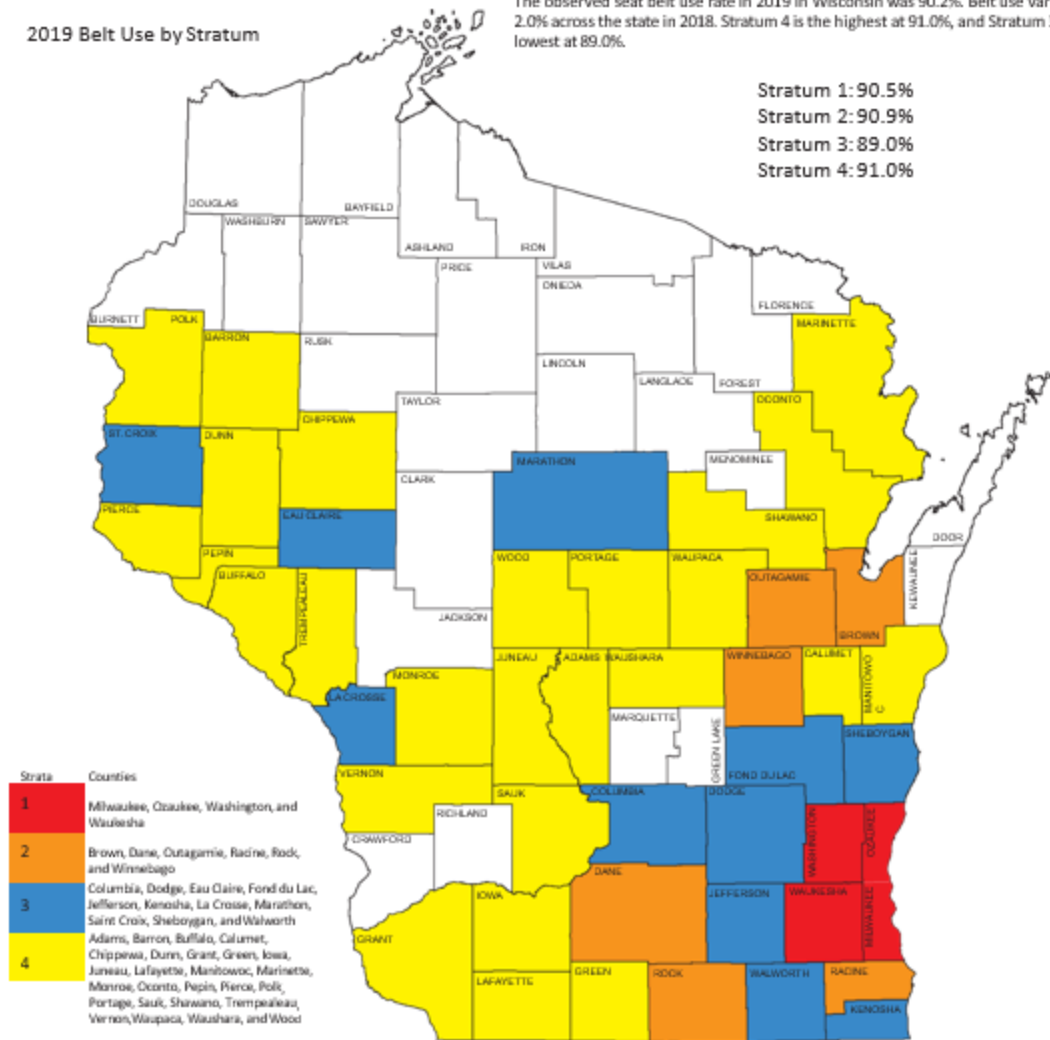 The observed seat belt use rate in 2019 in Wisconsin was 90.2%. Belt use
2.0% across the state in 2018. Stratum 4 is the highest at 91.0%, and Stratum
lowest at 89.0%.
2019 Belt Use by Stratum
Stratum 1: 90.5%
Stratum 2: 90.9%
Stratum 3: 89.0%
Stratum 4: 91.0%
DOUGLAS
BAYFIELD
WASHBURN
SAWYER
ASHLAND
IRON
PRICE
VILAS
ONIEDA
FLORENCE
BURNETT
POLK
MARINETTE
BARRON
RUSK
LINCOLN
LANGLADE
FOREST
TAYLOR
OCONTO
CHIPPEWA
ST. CROIX
DUNN
MARATHON
MENOMINEE
CLARK
PIERCE
EAU CLAIRE
SHAWANO
DOOR
PEPIN
WOOD
PORTAGE
WAUPACA
BUFFALO
TREMPEALEAU
OUTAGAMIE
KEWAUNEE
JACKSON
BROWN
JUNEAU
ADAMS
WAUSHARA
WINNEBAGO
CALUMET
MANITOWO
C
MONROE
LA CROSSE
MARQUETTE
GREEN LAKE
SHEBOYGAN
VERNON
FOND DU LAC
SAUK
COLUMBIA
DODGE
RICHLAND
CRAWFORD
WASHINGTON
OZAUKEE
DANE
IOWA
JEFFERSON
WAUKESHA
MILWAUKEE
GRANT
LAFAYETTE
GREEN
ROCK
WALWORTH
RACINE
KENOSHA
Strata Counties
1 Milwaukee, Ozaukee, Washington, and
Waukesha
2 Brown, Dane, Outagamie, Racine, Rock,
and Winnebago
3 Columbia, Dodge, Eau Claire, Fond du Lac,
Jefferson, Kenosha, La Crosse, Marathon,
Saint Croix, Sheboygan, and Walworth
4 Adams, Barron, Buffalo, Calumet,
Chippewa, Dunn, Grant, Green, Iowa,
Juneau, Lafayette, Manitowoc, Marinette,
Monroe, Oconto, Pepin, Pierce, Polk,
Portage, Sauk, Shawano, Trempealeau,
Vernon,Waupaca, Waushara, and Wood